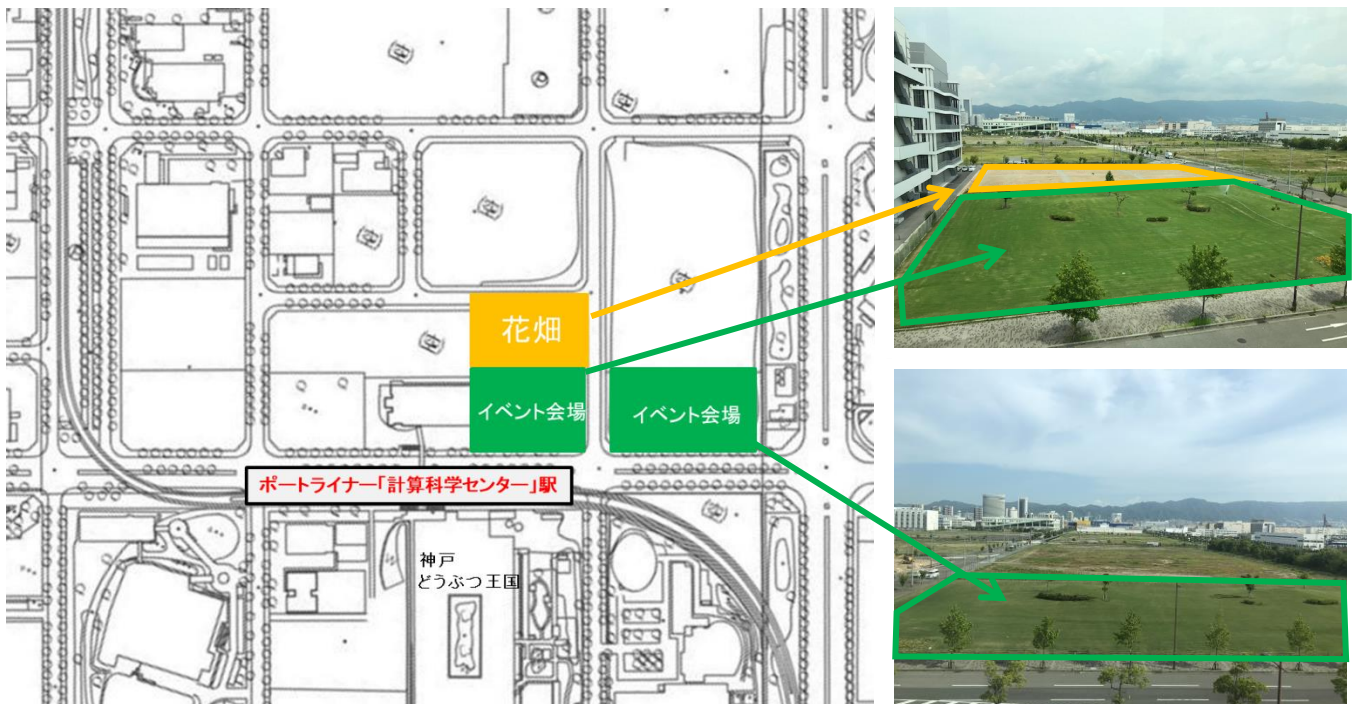 花畑
イベント会場
イベント会場
ポートライナー「計算科学センター」駅
神戸
どうぶつ王国